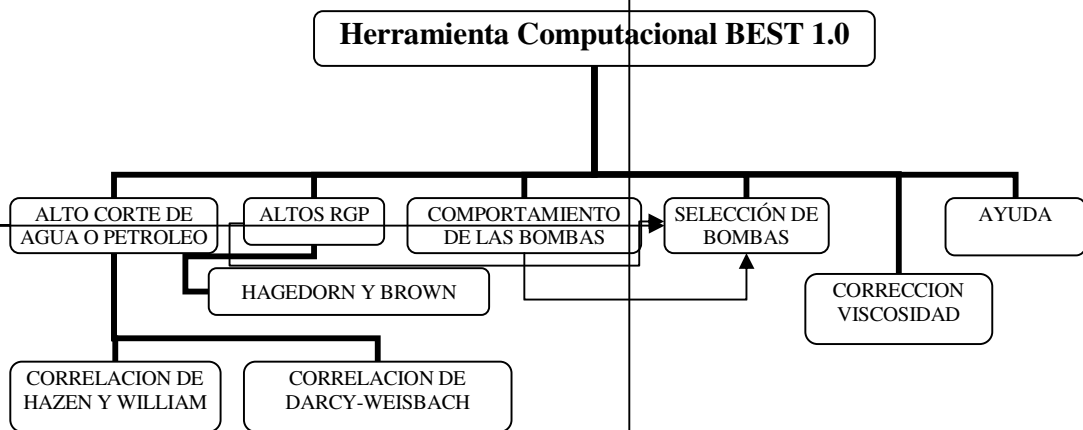 Herramienta Computacional BEST 1.0
ALTO CORTE DE
AGUA O PETROLEO
ALTOS RGP
COMPORTAMIENTO
DE LAS BOMBAS
SELECCIÓN DE
BOMBAS
AYUDA
HAGEDORN Y BROWN
CORRECCION
VISCOSIDAD
CORRELACION DE
HAZEN Y WILLIAM
CORRELACION DE
DARCY-WEISBACH